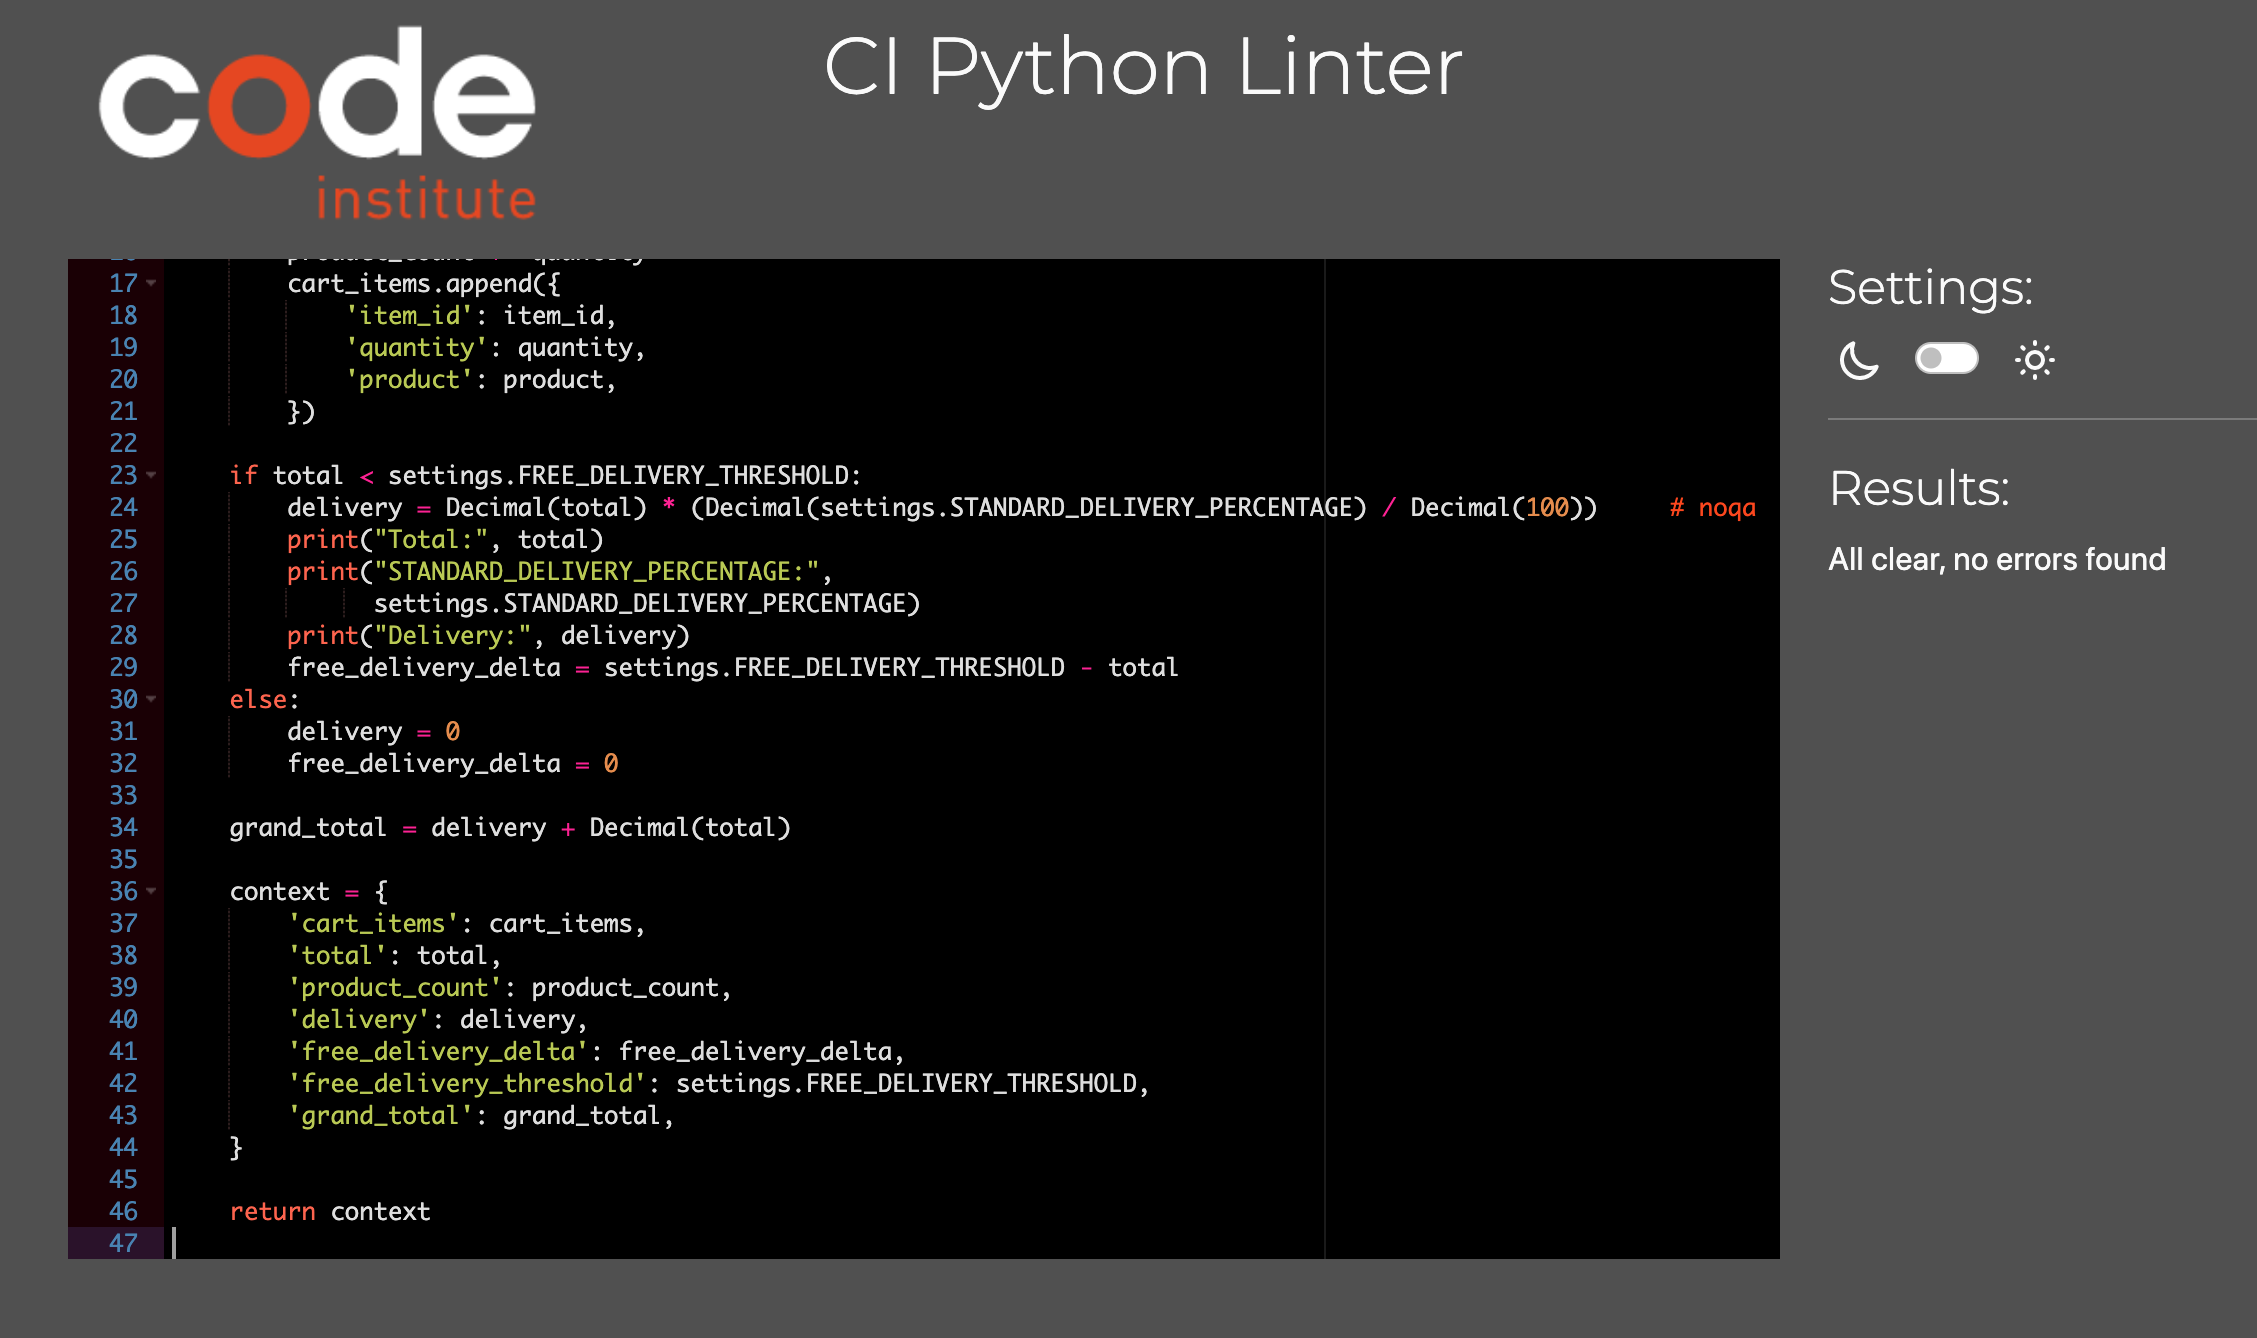 code
institute
CI Python Linter
17 cart_items.append({
18 'item_id': item_id,
19 'quantity': quantity,
20 'product': product,
21 })
22
23 if total < settings.FREE_DELIVERY_THRESHOLD:
24 delivery = Decimal(total) * (Decimal(settings.STANDARD_DELIVERY_PERCENTAGE) / Decimal(100)) # noqa
25 print("Total:", total)
26 print("STANDARD_DELIVERY_PERCENTAGE:",
27 settings.STANDARD_DELIVERY_PERCENTAGE)
28 print("Delivery:", delivery)
29 free_delivery_delta = settings.FREE_DELIVERY_THRESHOLD - total
30 else:
31 delivery = 0
32 free_delivery_delta = 0
33
34 grand_total = delivery + Decimal(total)
35
36 context = {
37 'cart_items': cart_items,
38 'total': total,
39 'product_count': product_count,
40 'delivery': delivery,
41 'free_delivery_delta': free_delivery_delta,
42 'free_delivery_threshold': settings.FREE_DELIVERY_THRESHOLD,
43 'grand_total': grand_total,
44 }
45
46 return context
47
Settings:
Results:
All clear, no errors found